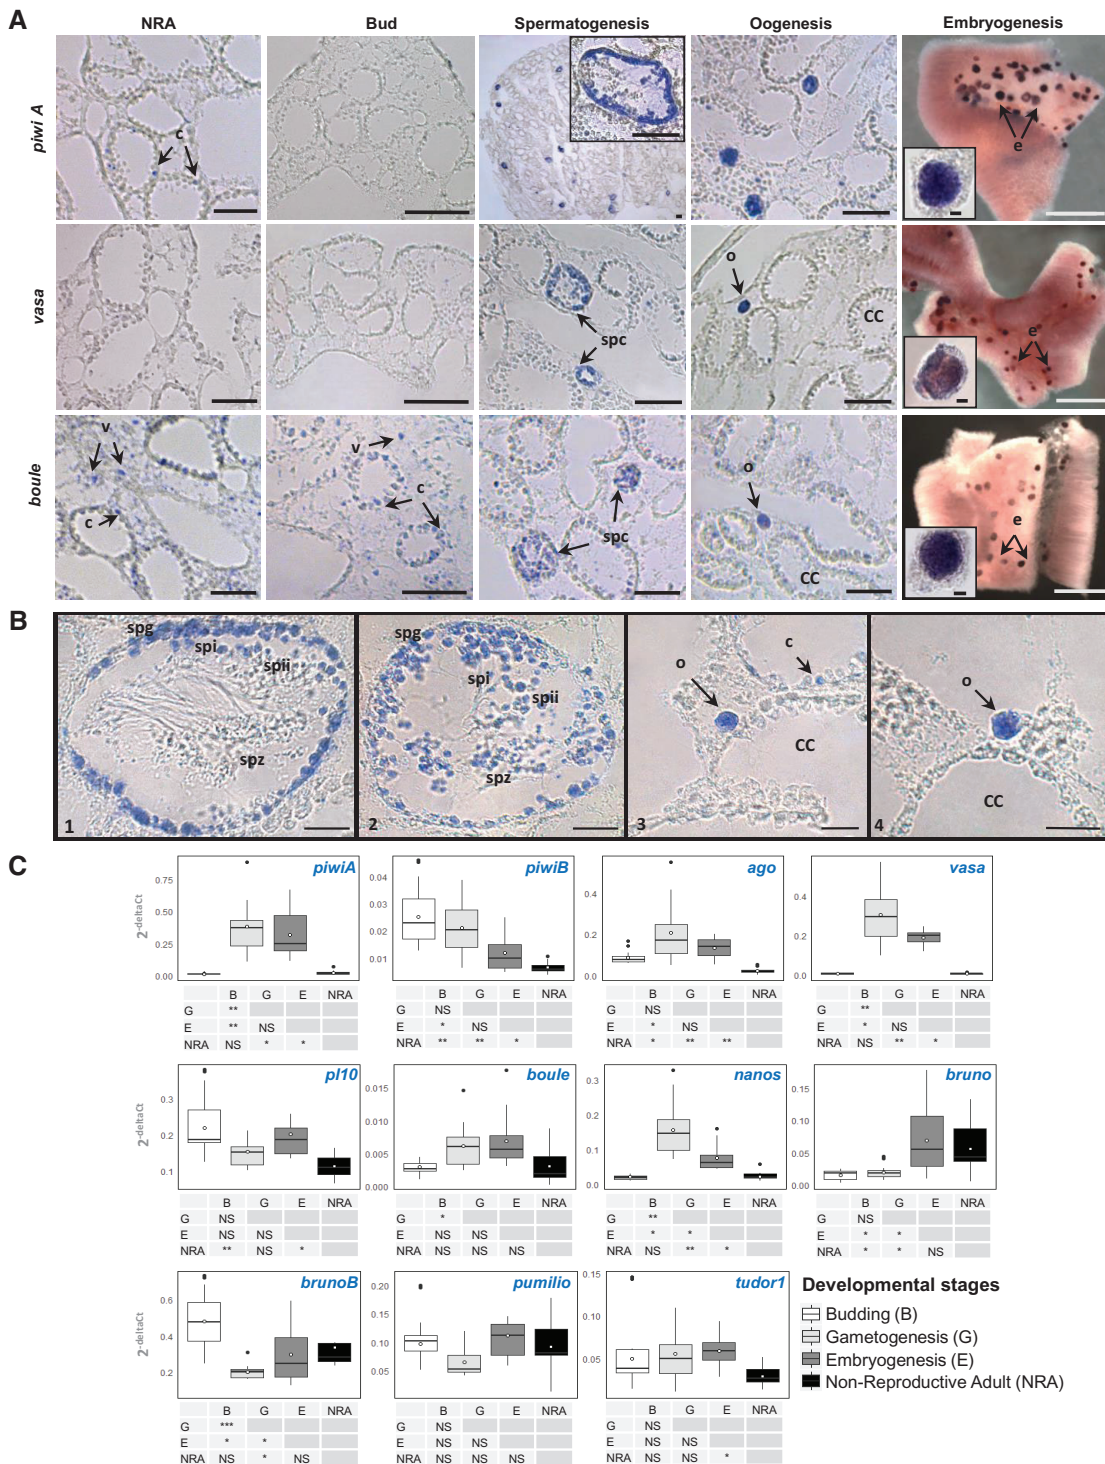 A
NRA Bud Spermatogenesis Oogenesis Embryogenesis
piwi A
c
e
vasa
spc
o
CC
e
boule
v
c
v
c
spc
o
CC
e
B
spg
spi
spii
spz
1
spg
spi
spii
spz
2
o
c
CC
3
o
CC
4
C
piwiA
2-deltaCt
0.75
0.50
0.25
0.00
B G E NRA
G **
E ** NS
NRA NS * *
piwiB
0.04
0.03
0.02
0.01
B G E NRA
G NS
E * NS
NRA ** ** *
ago
0.4
0.2
0.0
B G E NRA
G NS
E * NS
NRA * ** **
vasa
0.4
0.2
0.0
B G E NRA
G **
E * NS
NRA NS ** *
pl10
2-deltaCt
0.3
0.2
0.1
B G E NRA
G NS
E NS NS
NRA ** NS *
boule
0.015
0.010
0.005
0.000
B G E NRA
G *
E NS NS
NRA NS NS NS
nanos
0.3
0.2
0.1
0.0
B G E NRA
G **
E * *
NRA NS ** *
bruno
0.15
0.10
0.05
0.00
B G E NRA
G NS
E * *
NRA * * NS
brunoB
2-deltaCt
0.6
0.4
0.2
B G E NRA
G ***
E * *
NRA NS * NS
pumilio
0.20
0.15
0.10
0.05
B G E NRA
G NS
E NS NS
NRA NS NS NS
tudor1
0.15
0.10
0.05
B G E NRA
G NS
E NS NS
NRA NS NS *
Developmental stages
Budding (B)
Gametogenesis (G)
Embryogenesis (E)
Non-Reproductive Adult (NRA)